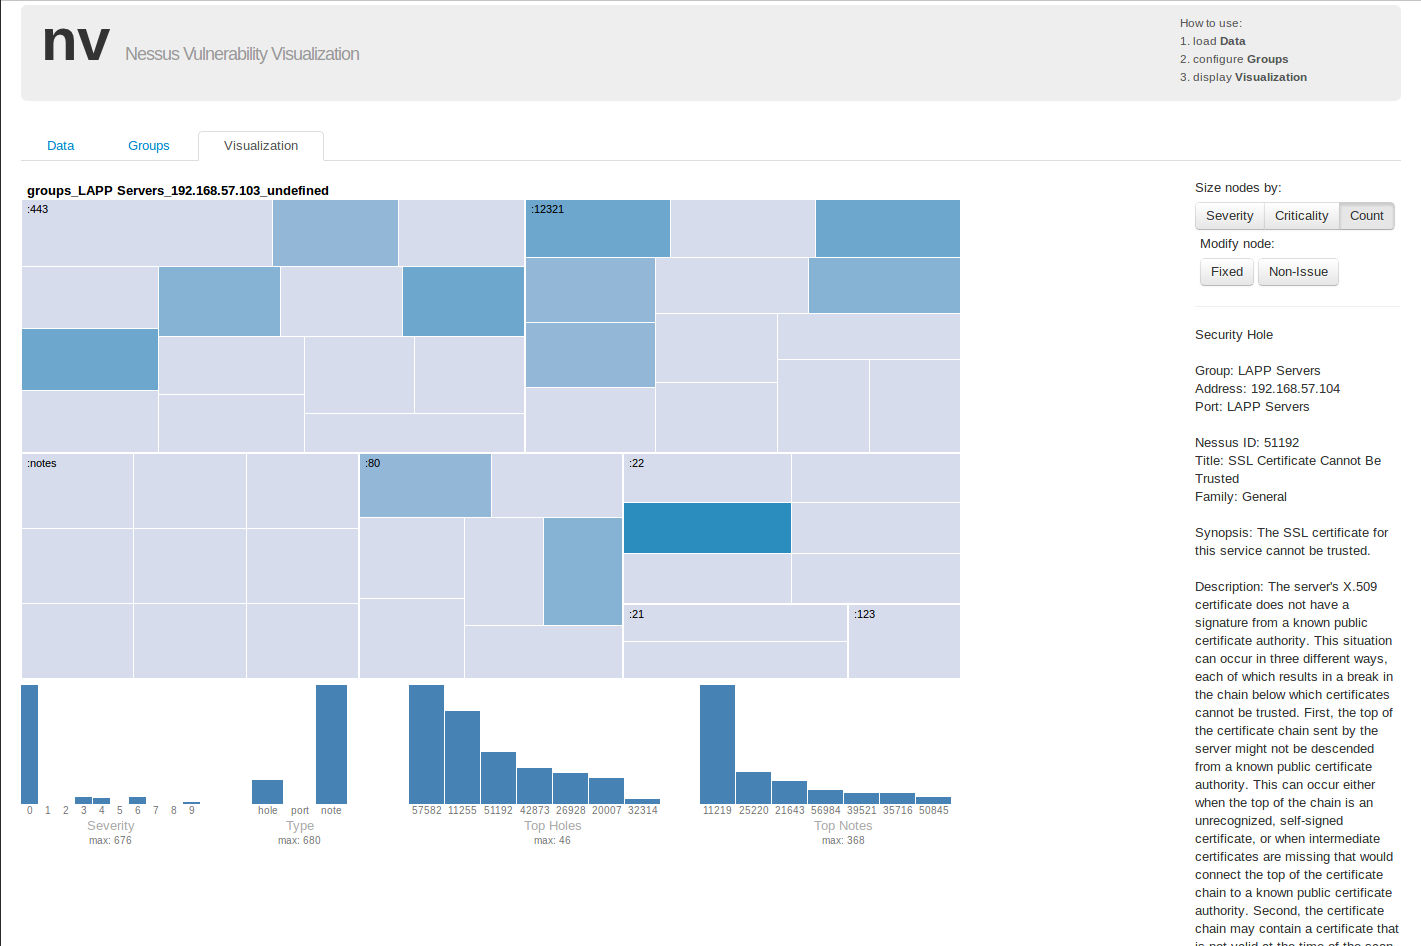 nv Nessus Vulnerability Visualization
How to use:
1. load Data
2. configure Groups
3. display Visualization
Data Groups Visualization
groups_LAPP Servers_192.168.57.103_undefined
:443 :12321
:notes :80 :22
:21 :123
0 1 2 3 4 5 6 7 8 9
Severity
max: 676
hole port note
Type
max: 680
57582 11255 51192 42873 26928 20007 32314
Top Holes
max: 46
11219 25220 21643 56984 39521 35716 50845
Top Notes
max: 368
Size nodes by:
Severity Criticality Count
Modify node:
Fixed Non-Issue
Security Hole
Group: LAPP Servers
Address: 192.168.57.104
Port: LAPP Servers
Nessus ID: 51192
Title: SSL Certificate Cannot Be
Trusted
Family: General
Synopsis: The SSL certificate for
this service cannot be trusted.
Description: The server's X.509
certificate does not have a
signature from a known public
certificate authority. This situation
can occur in three different ways,
each of which results in a break in
the chain below which certificates
cannot be trusted. First, the top of
the certificate chain sent by the
server might not be descended
from a known public certificate
authority. This can occur either
when the top of the chain is an
unrecognized, self-signed
certificate, or when intermediate
certificates are missing that would
connect the top of the certificate
chain to a known public certificate
authority. Second, the certificate
chain may contain a certificate that
is not valid at the time of the scan